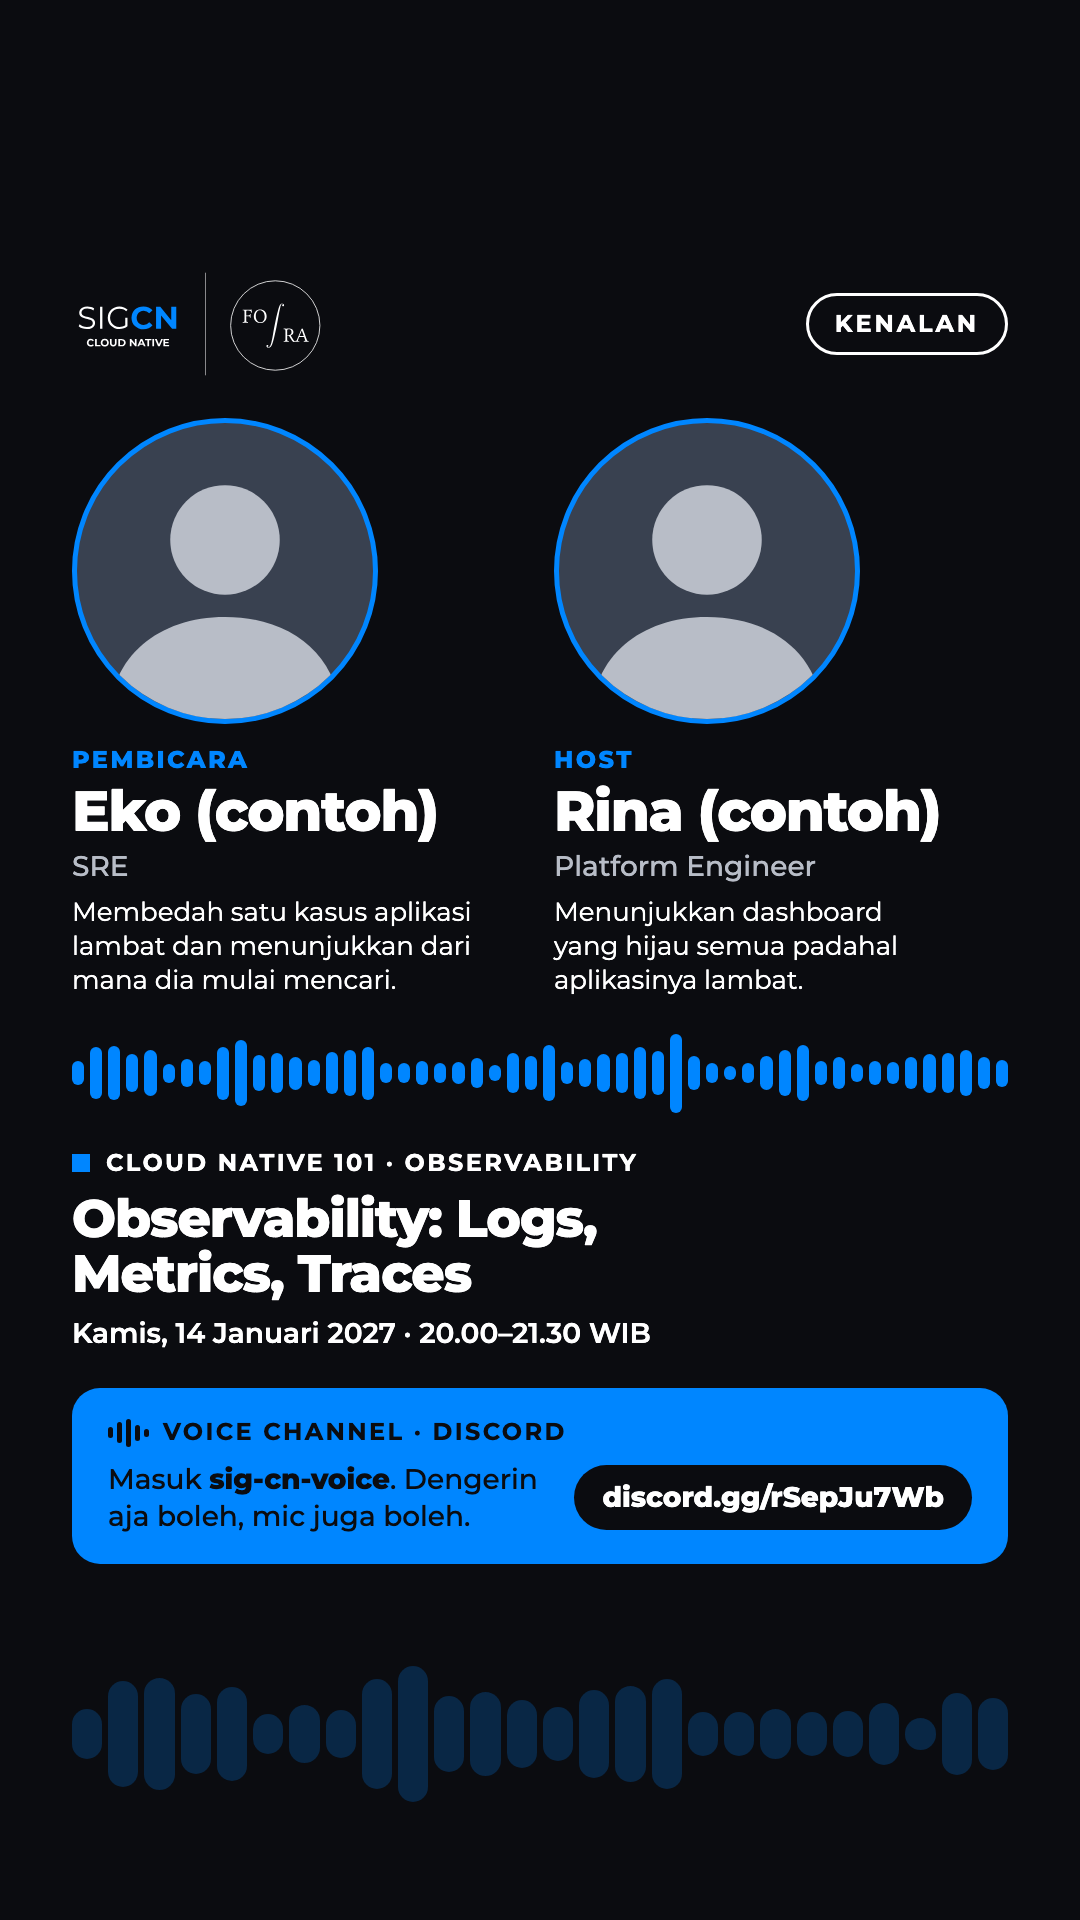 SIGCN
CLOUD NATIVE
FO
RA
KENALAN
PEMBICARA
Eko (contoh)
SRE
Membedah satu kasus aplikasi
lambat dan menunjukkan dari
mana dia mulai mencari.
HOST
Rina (contoh)
Platform Engineer
Menunjukkan dashboard
yang hijau semua padahal
aplikasinya lambat.
CLOUD NATIVE 101 · OBSERVABILITY
Observability: Logs,
Metrics, Traces
Kamis, 14 Januari 2027 · 20.00–21.30 WIB
VOICE CHANNEL · DISCORD
Masuk sig-cn-voice. Dengerin
aja boleh, mic juga boleh.
discord.gg/rSepJu7Wb